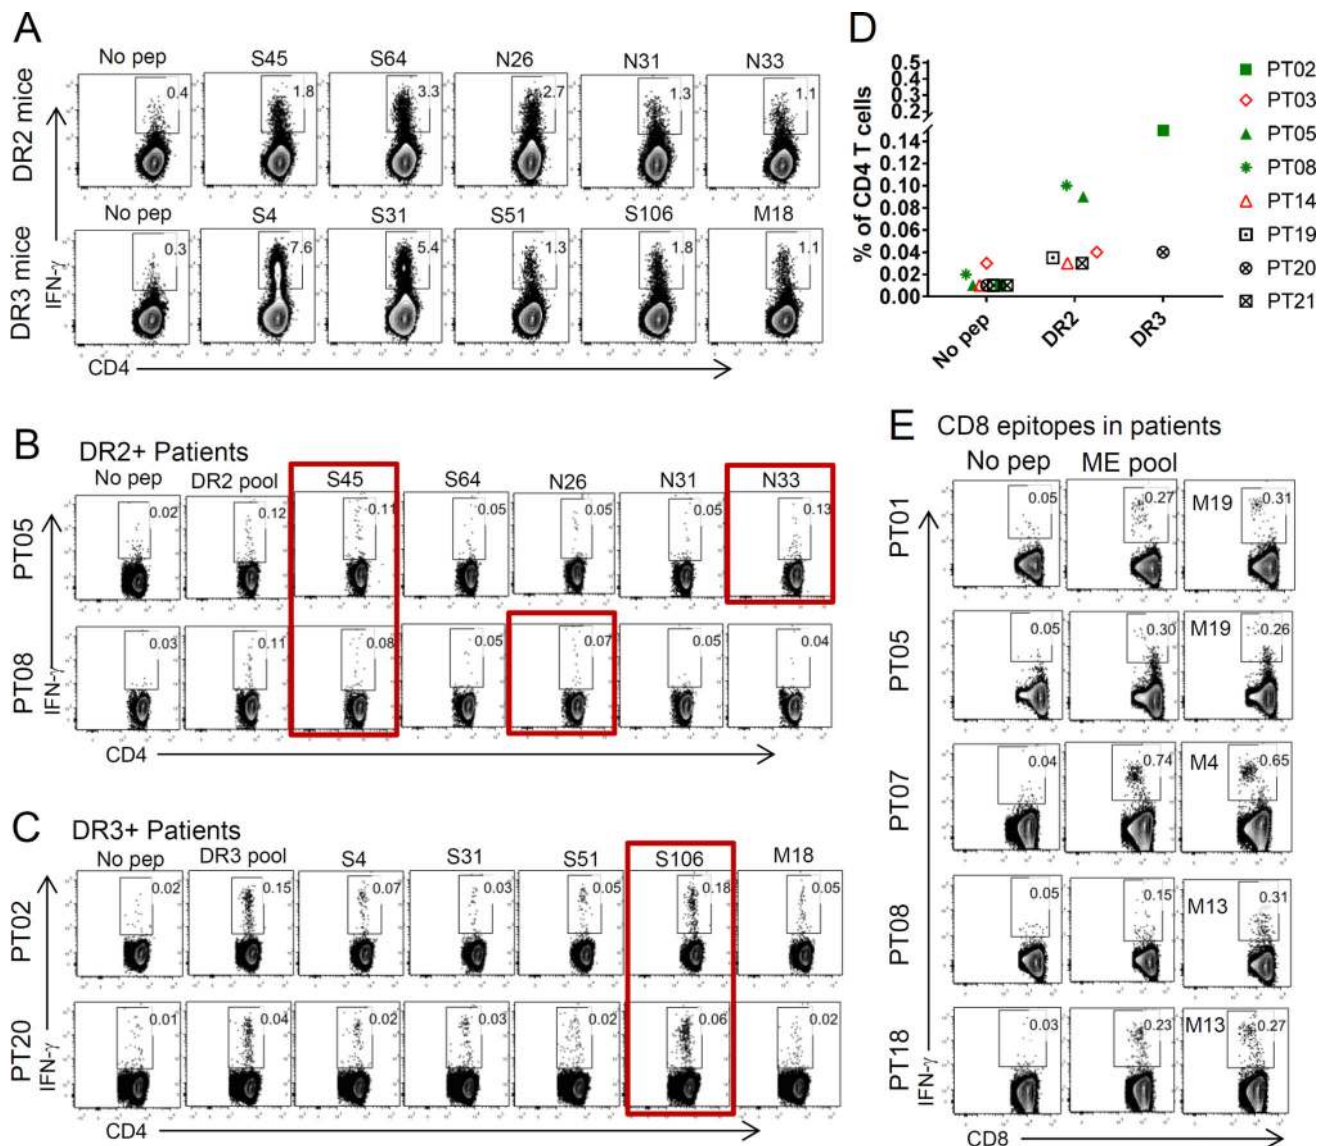 A
No pep S45 S64 N26 N31 N33
DR2 mice
0.4 1.8 3.3 2.7 1.3 1.1
No pep S4 S31 S51 S106 M18
DR3 mice
0.3 7.6 5.4 1.3 1.8 1.1
IFN-γ
CD4
B DR2+ Patients
No pep DR2 pool S45 S64 N26 N31 N33
PT05
0.02 0.12 0.11 0.05 0.05 0.05 0.13
PT08
0.03 0.11 0.08 0.05 0.07 0.05 0.04
IFN-γ
CD4
C DR3+ Patients
No pep DR3 pool S4 S31 S51 S106 M18
PT02
0.02 0.15 0.07 0.03 0.05 0.18 0.05
PT20
0.01 0.04 0.02 0.03 0.02 0.06 0.02
IFN-γ
CD4
D
% of CD4 T cells
0.5
0.4
0.3
0.2
0.14
0.12
0.10
0.08
0.06
0.04
0.02
0.00
No pep DR2 DR3
PT02
PT03
PT05
PT08
PT14
PT19
PT20
PT21
E CD8 epitopes in patients
No pep ME pool
PT01
0.05 0.27 M19 0.31
PT05
0.05 0.30 M19 0.26
PT07
0.04 0.74 M4 0.65
PT08
0.05 0.15 M13 0.31
PT18
0.03 0.23 M13 0.27
IFN-γ
CD8